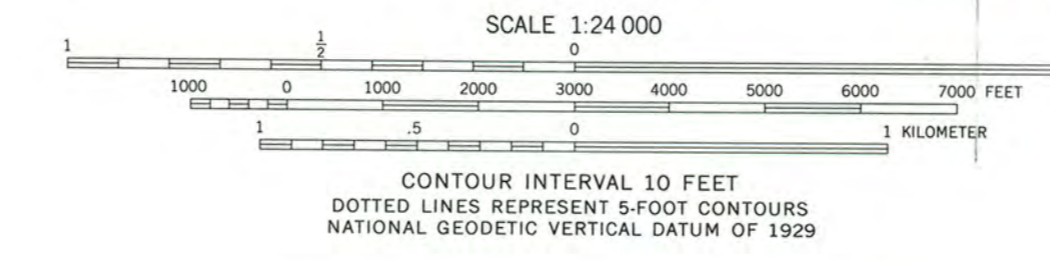 SCALE 1:24 000
1 1/2 0
1000 0 1000 2000 3000 4000 5000 6000 7000 FEET
1 .5 0 1 KILOMETER
CONTOUR INTERVAL 10 FEET
DOTTED LINES REPRESENT 5-FOOT CONTOURS
NATIONAL GEODETIC VERTICAL DATUM OF 1929